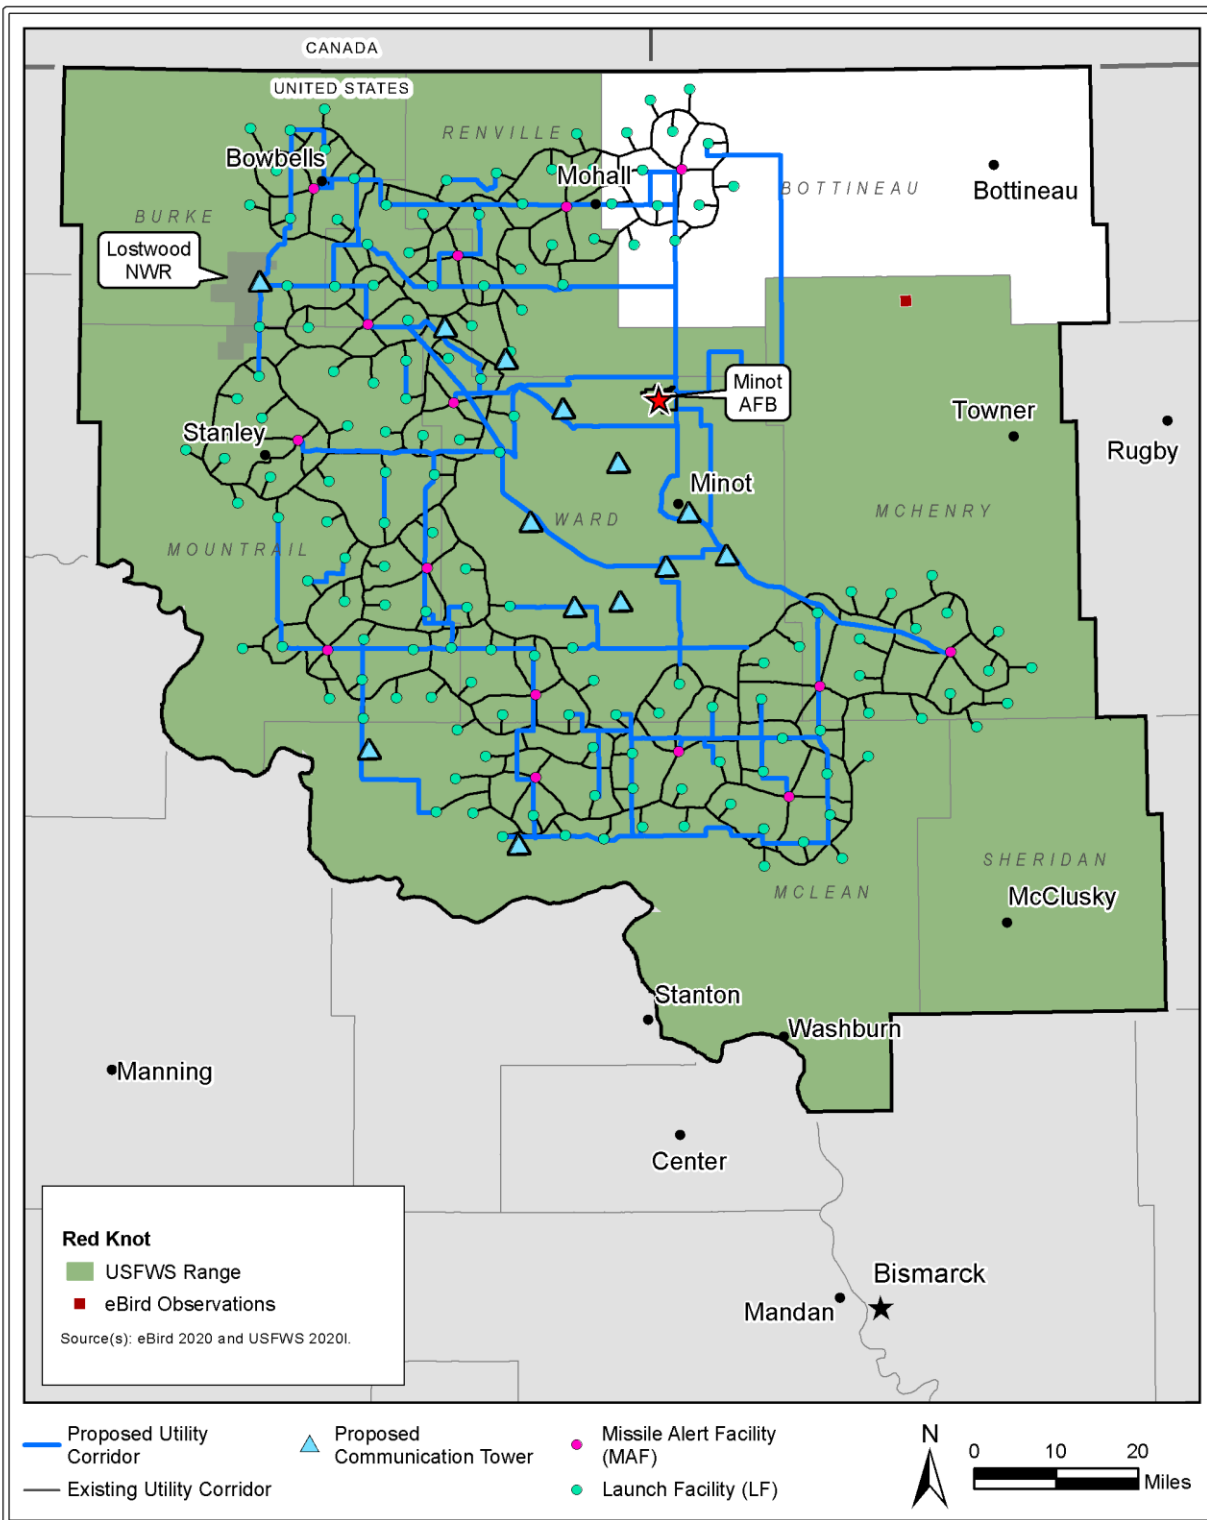 CANADA
UNITED STATES
RENVILLE
Bowbells
Mohall
BOTTINEAU
Bottineau
BURKE
Lostwood
NWR
Minot
AFB
Towner
Rugby
Stanley
Minot
WARD
MCHENRY
MOUNTRAIL
SHERIDAN
MCLEAN
McClusky
Stanton
Washburn
Manning
Center
Bismarck
Mandan
Red Knot
USFWS Range
eBird Observations
Source(s): eBird 2020 and USFWS 2020l.
Proposed Utility
Corridor
Existing Utility Corridor
Proposed
Communication Tower
Missile Alert Facility
(MAF)
Launch Facility (LF)
N
0 10 20
Miles